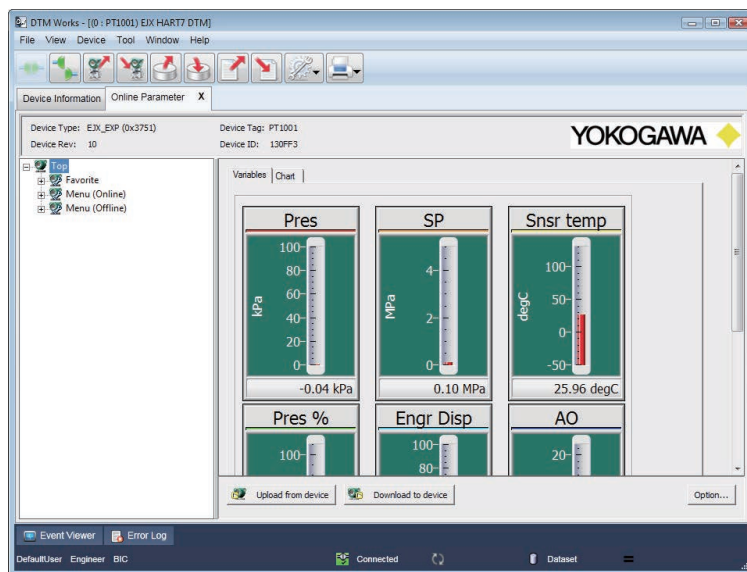 DTM Works - [(0 : PT1001) EJX HART7 DTM]
File View Device Tool Window Help
Device Information Online Parameter X
Device Type: EJX_EXP (0x3751) Device Tag: PT1001
Device Rev: 10 Device ID: 130FF3
YOKOGAWA
Top
Favorite
Menu (Online)
Menu (Offline)
Variables Chart
Pres SP Snsr temp
kPa
100
80
60
40
20
0
MPa
4
2
0
degC
100
50
0
-50
-0.04 kPa 0.10 MPa 25.96 degC
Pres % Engr Disp AO
100
100
80
20
Upload from device Download to device Option...
Event Viewer Error Log
DefaultUser Engineer BIC Connected Dataset